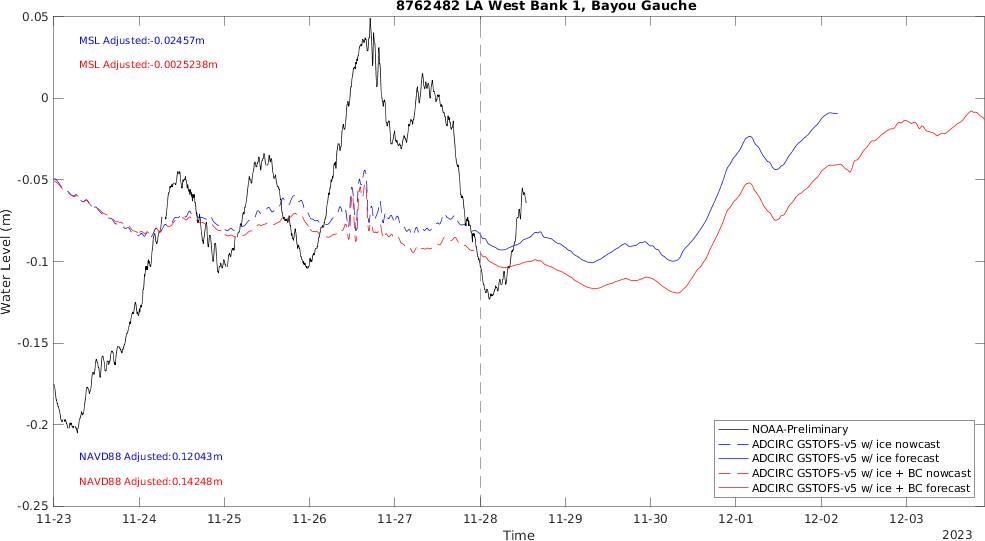 8762482 LA West Bank 1, Bayou Gauche
0.05
MSL Adjusted:-0.02457m
MSL Adjusted:-0.0025238m
0
-0.05
-0.1
-0.15
-0.2
-0.25
Water Level (m)
NAVD88 Adjusted:0.12043m
NAVD88 Adjusted:0.14248m
NOAA-Preliminary
ADCIRC GSTOFS-v5 w/ ice nowcast
ADCIRC GSTOFS-v5 w/ ice forecast
ADCIRC GSTOFS-v5 w/ ice + BC nowcast
ADCIRC GSTOFS-v5 w/ ice + BC forecast
11-23 11-24 11-25 11-26 11-27 11-28 11-29 11-30 12-01 12-02 12-03
Time
2023